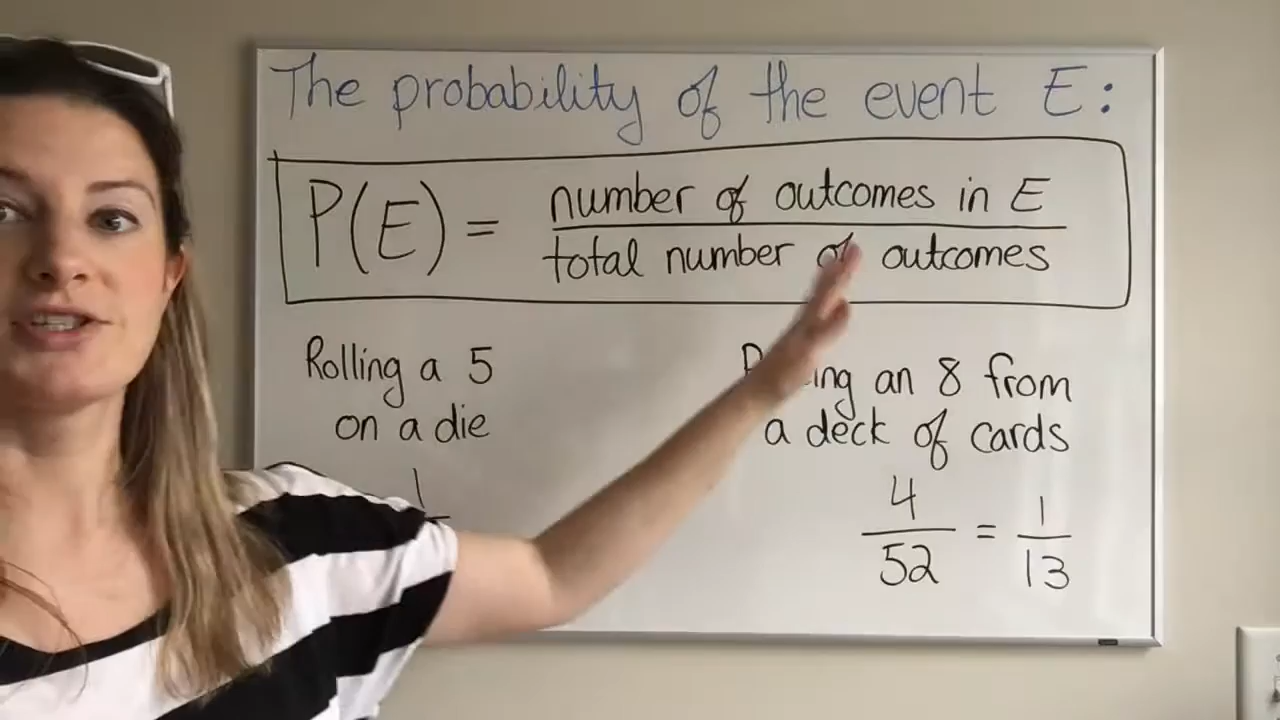 The probability of the event E:
P(E) = number of outcomes in E
total number of outcomes
Rolling a 5
on a die
1
an 8 from
a deck of cards
4
52
=
1
13